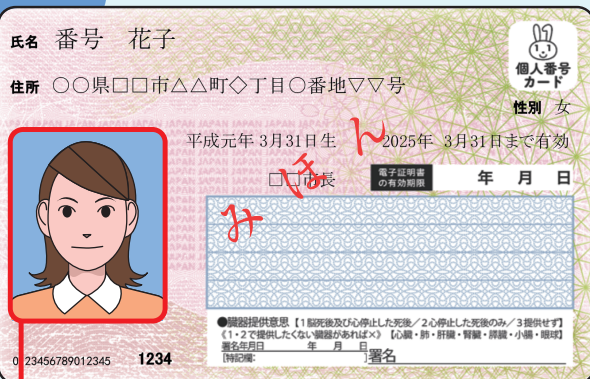 氏名 番号 花子
個人番号
カード
住所 ○○県□□市△△町◇丁目○番地▽▽号
性別 女
平成元年 3月31日生 2025年 3月31日まで有効
□□市長
電子証明書
の有効期限
年 月 日
みほん
●臓器提供意思【1脳死後及び心停止した死後／2心停止した死後のみ／3提供せず】
《1・2で提供したくない臓器があれば×》【心臓・肺・肝臓・腎臓・膵臓・小腸・眼球】
署名年月日 年 月 日
[特記欄: ]署名
0123456789012345 1234